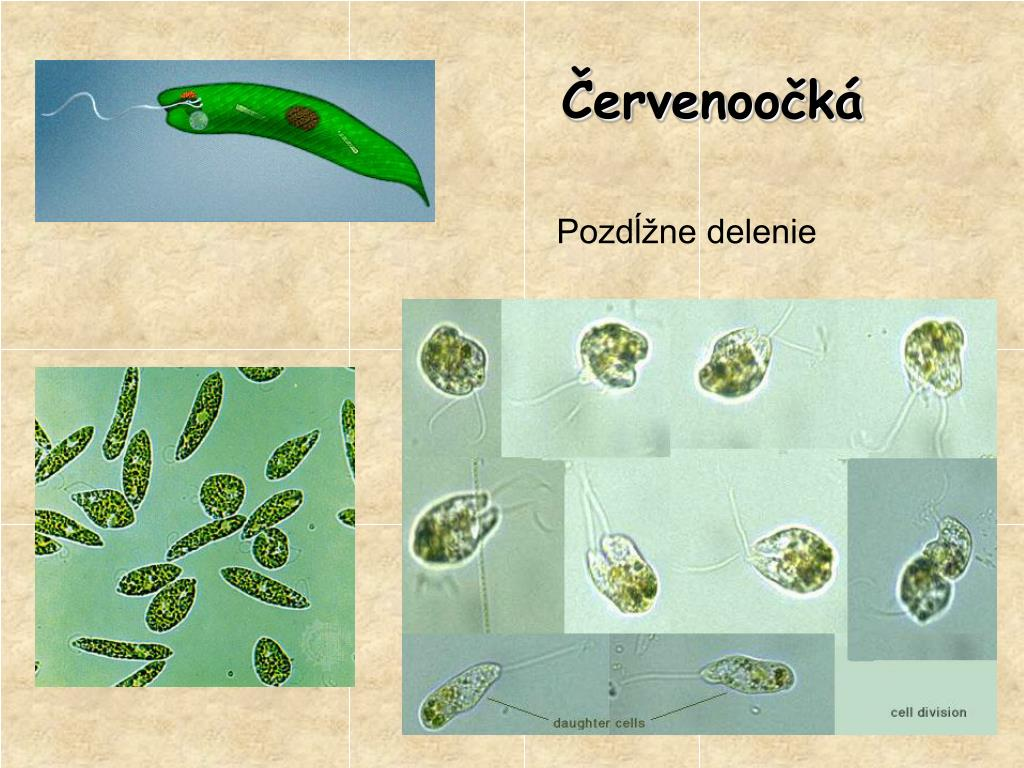 Červenoočká
Pozdĺžne delenie
daughter cells
cell division